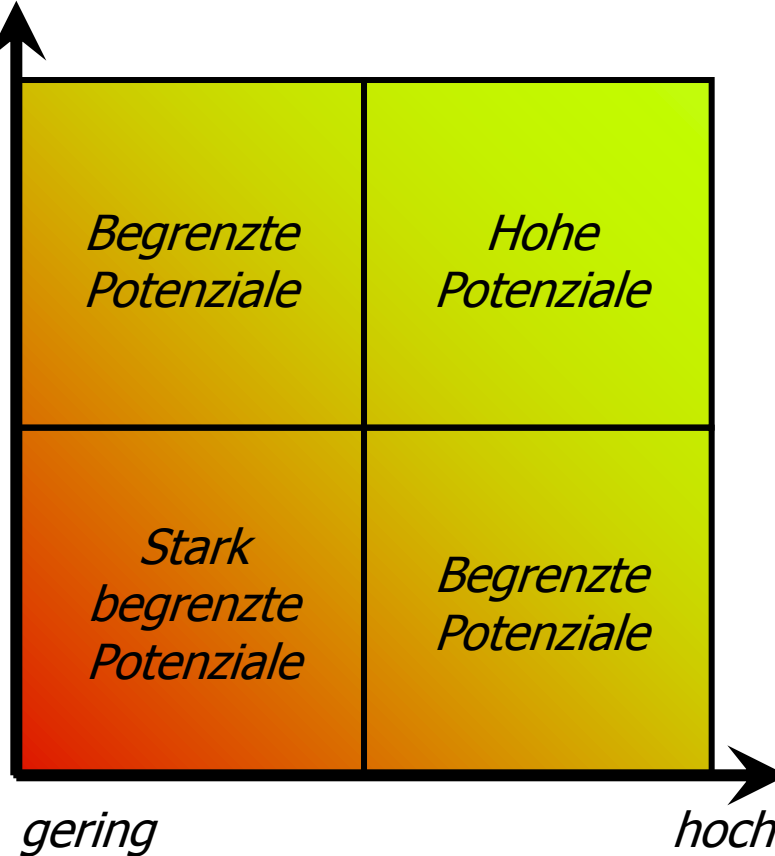 Begrenzte
Potenziale
Hohe
Potenziale
Stark
begrenzte
Potenziale
Begrenzte
Potenziale
gering
hoch